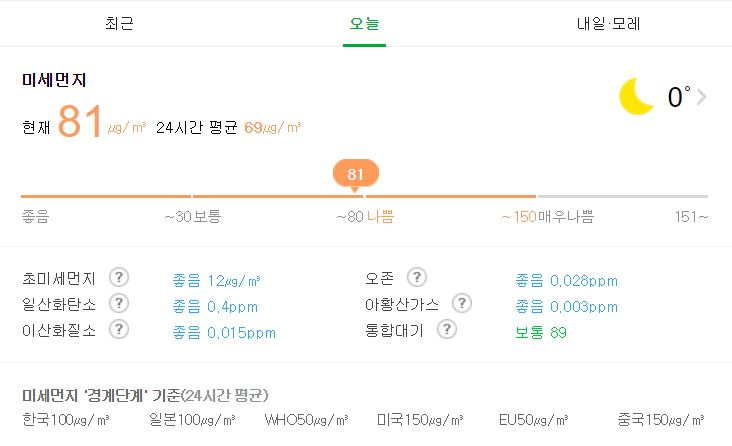 최근 오늘 내일·모레
미세먼지
0°
현재 81㎍/㎥ 24시간 평균 69㎍/㎥
81
좋음 ~30 보통 ~80 나쁨 ~150 매우나쁨 151~
초미세먼지 ? 좋음 12㎍/㎥ 오존 ? 좋음 0.028ppm
일산화탄소 ? 좋음 0.4ppm 아황산가스 ? 좋음 0.003ppm
이산화질소 ? 좋음 0.015ppm 통합대기 ? 보통 89
미세먼지 '경계단계' 기준(24시간 평균)
한국100㎍/㎥ 일본100㎍/㎥ WHO50㎍/㎥ 미국150㎍/㎥ EU50㎍/㎥ 중국150㎍/㎥